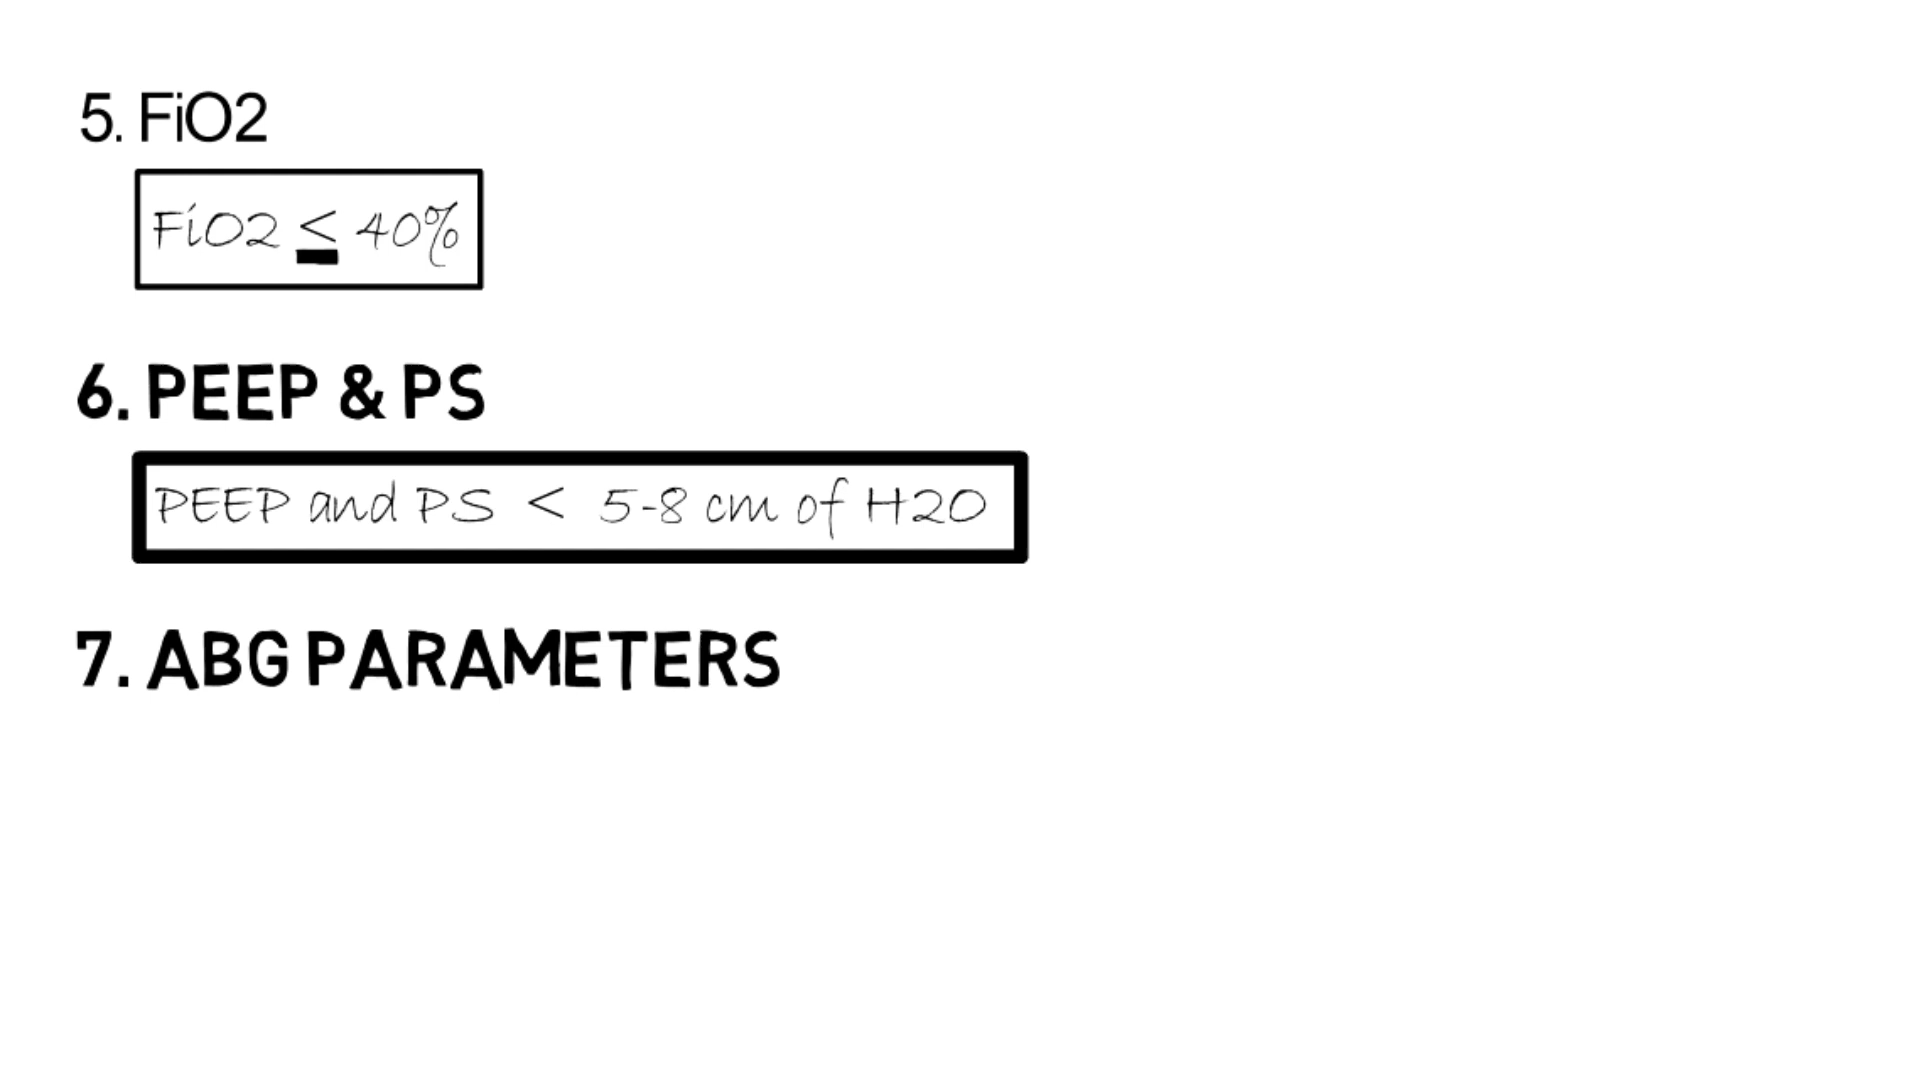 5. FiO2
FiO2 ≤ 40%
6. PEEP & PS
PEEP and PS < 5-8 cm of H2O
7. ABG PARAMETERS